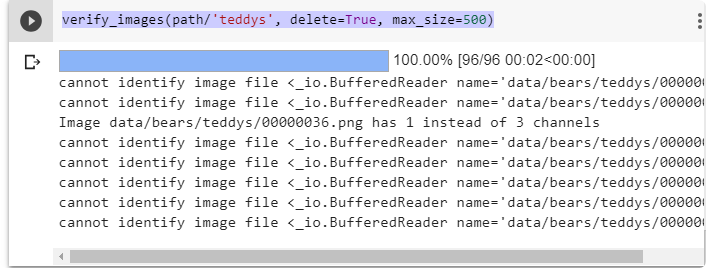 verify_images(path/'teddys', delete=True, max_size=500)
100.00% [96/96 00:02<00:00]
cannot identify image file <_io.BufferedReader name='data/bears/teddys/00000
cannot identify image file <_io.BufferedReader name='data/bears/teddys/00000
Image data/bears/teddys/00000036.png has 1 instead of 3 channels
cannot identify image file <_io.BufferedReader name='data/bears/teddys/00000
cannot identify image file <_io.BufferedReader name='data/bears/teddys/00000
cannot identify image file <_io.BufferedReader name='data/bears/teddys/00000
cannot identify image file <_io.BufferedReader name='data/bears/teddys/00000
cannot identify image file <_io.BufferedReader name='data/bears/teddys/00000